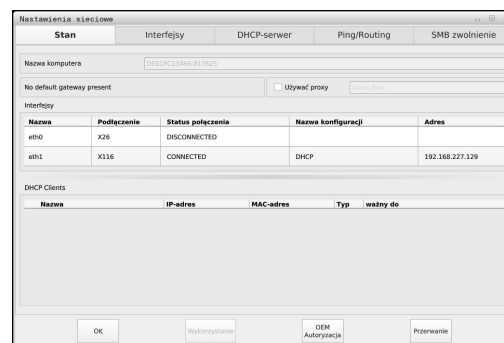 Nastawienia sieciowe
Stan Interfejsy DHCP-serwer Ping/Routing SMB zwolnienie
Nazwa komputera DE01PC23486-817625
No default gateway present Używać proxy
Interfejsy
Nazwa Podłączenie Status połączenia Nazwa konfiguracji Adres
eth0 X26 DISCONNECTED
eth1 X116 CONNECTED DHCP 192.168.227.129
DHCP Clients
Nazwa IP-adres MAC-adres Typ ważny do
OK Wykorzystanie OEM Autoryzacja Przerwanie